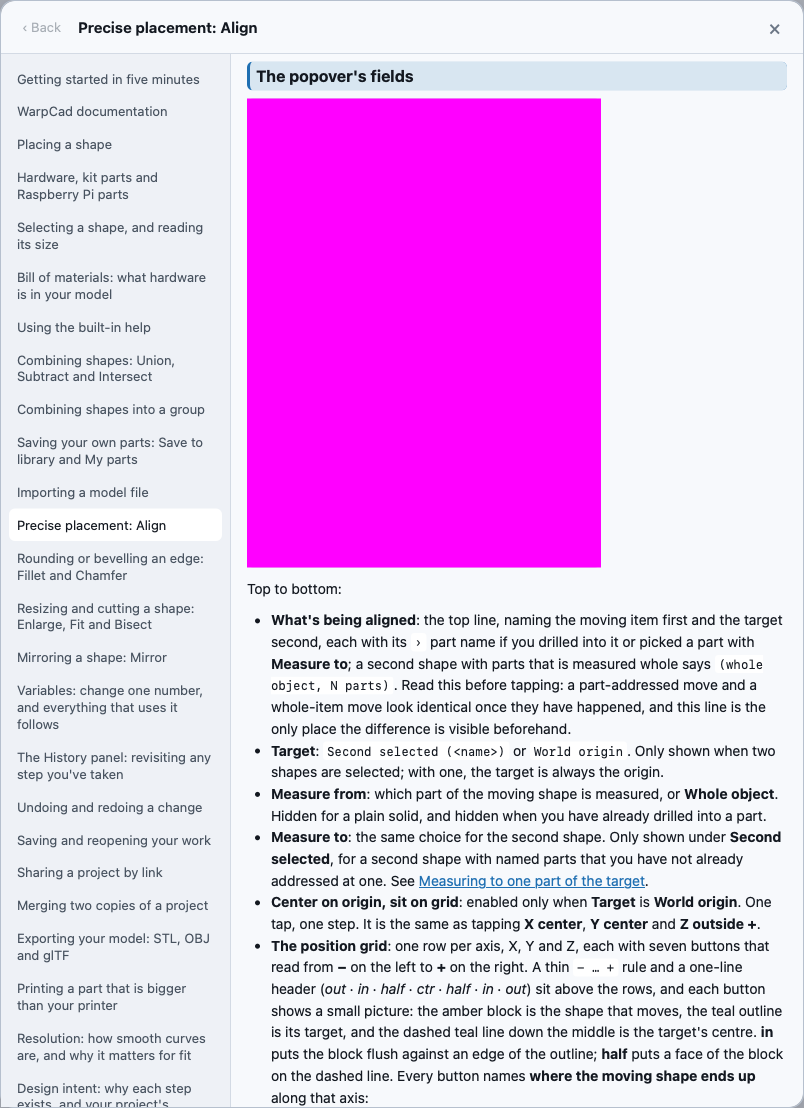 ‹ Back
Precise placement: Align
×
Getting started in five minutes
WarpCad documentation
Placing a shape
Hardware, kit parts and
Raspberry Pi parts
Selecting a shape, and reading
its size
Bill of materials: what hardware
is in your model
Using the built-in help
Combining shapes: Union,
Subtract and Intersect
Combining shapes into a group
Saving your own parts: Save to
library and My parts
Importing a model file
Precise placement: Align
Rounding or bevelling an edge:
Fillet and Chamfer
Resizing and cutting a shape:
Enlarge, Fit and Bisect
Mirroring a shape: Mirror
Variables: change one number,
and everything that uses it
follows
The History panel: revisiting any
step you've taken
Undoing and redoing a change
Saving and reopening your work
Sharing a project by link
Merging two copies of a project
Exporting your model: STL, OBJ
and glTF
Printing a part that is bigger
than your printer
Resolution: how smooth curves
are, and why it matters for fit
Design intent: why each step
exists, and your project's
The popover's fields
Top to bottom:
• What's being aligned: the top line, naming the moving item first and the target
second, each with its › part name if you drilled into it or picked a part with
Measure to; a second shape with parts that is measured whole says (whole
object, N parts). Read this before tapping: a part-addressed move and a
whole-item move look identical once they have happened, and this line is the
only place the difference is visible beforehand.
• Target: Second selected (<name>) or World origin. Only shown when two
shapes are selected; with one, the target is always the origin.
• Measure from: which part of the moving shape is measured, or Whole object.
Hidden for a plain solid, and hidden when you have already drilled into a part.
• Measure to: the same choice for the second shape. Only shown under Second
selected, for a second shape with named parts that you have not already
addressed at one. See Measuring to one part of the target.
• Center on origin, sit on grid: enabled only when Target is World origin. One
tap, one step. It is the same as tapping X center, Y center and Z outside +.
• The position grid: one row per axis, X, Y and Z, each with seven buttons that
read from − on the left to + on the right. A thin − … + rule and a one-line
header (out · in · half · ctr · half · in · out) sit above the rows, and each button
shows a small picture: the amber block is the shape that moves, the teal outline
is its target, and the dashed teal line down the middle is the target's centre. in
puts the block flush against an edge of the outline; half puts a face of the block
on the dashed line. Every button names where the moving shape ends up
along that axis: